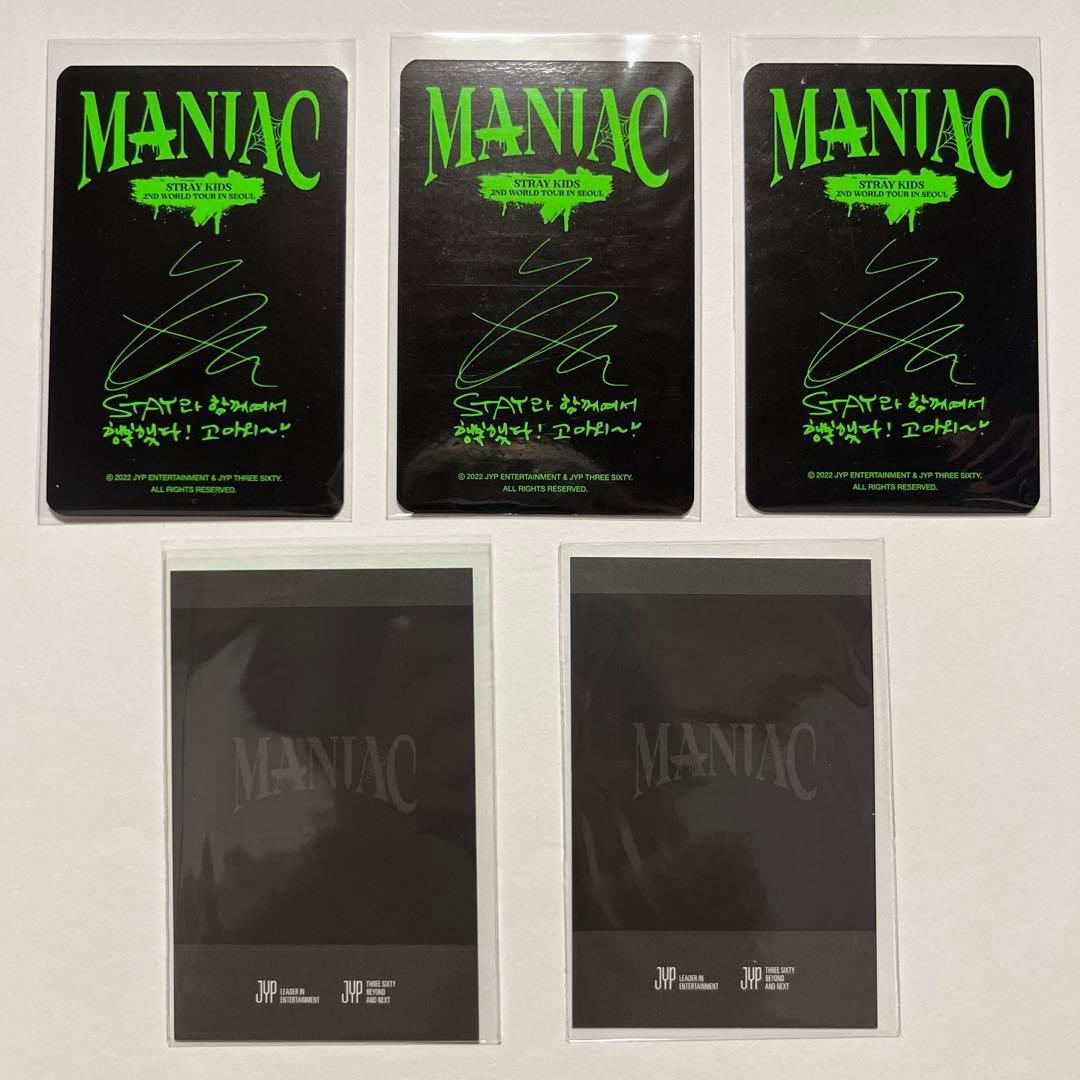 MANIAC
STRAY KIDS
2ND WORLD TOUR IN SEOUL
STAY라 함께여서
행복했다! 고마워~
© 2022 JYP ENTERTAINMENT & JYP THREE SIXTY.
ALL RIGHTS RESERVED.
MANIAC
STRAY KIDS
2ND WORLD TOUR IN SEOUL
STAY라 함께여서
행복했다! 고마워~
© 2022 JYP ENTERTAINMENT & JYP THREE SIXTY.
ALL RIGHTS RESERVED.
MANIAC
STRAY KIDS
2ND WORLD TOUR IN SEOUL
STAY라 함께여서
행복했다! 고마워~
© 2022 JYP ENTERTAINMENT & JYP THREE SIXTY.
ALL RIGHTS RESERVED.
MANIAC
JYP LEADER IN
ENTERTAINMENT
JYP THREE SIXTY
BEYOND
AND NEXT
MANIAC
JYP LEADER IN
ENTERTAINMENT
JYP THREE SIXTY
BEYOND
AND NEXT